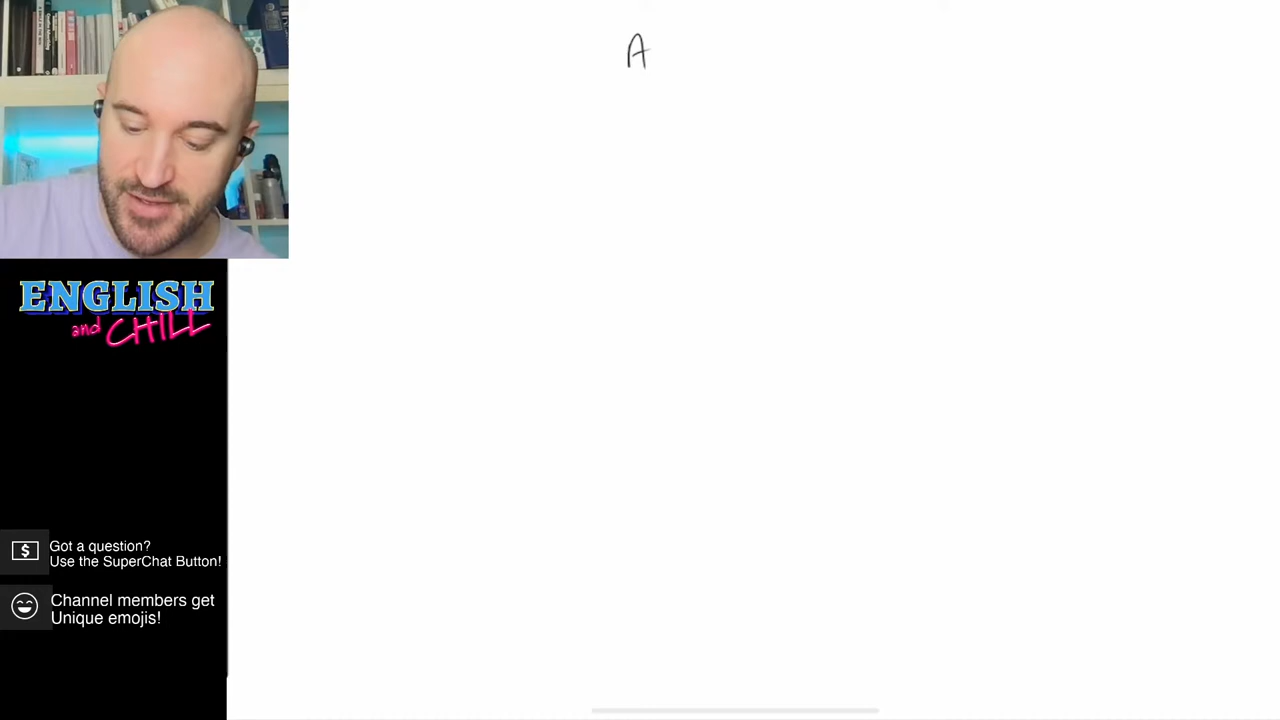 A
ENGLISH
and CHILL
$ Got a question?
Use the SuperChat Button!
Channel members get
Unique emojis!